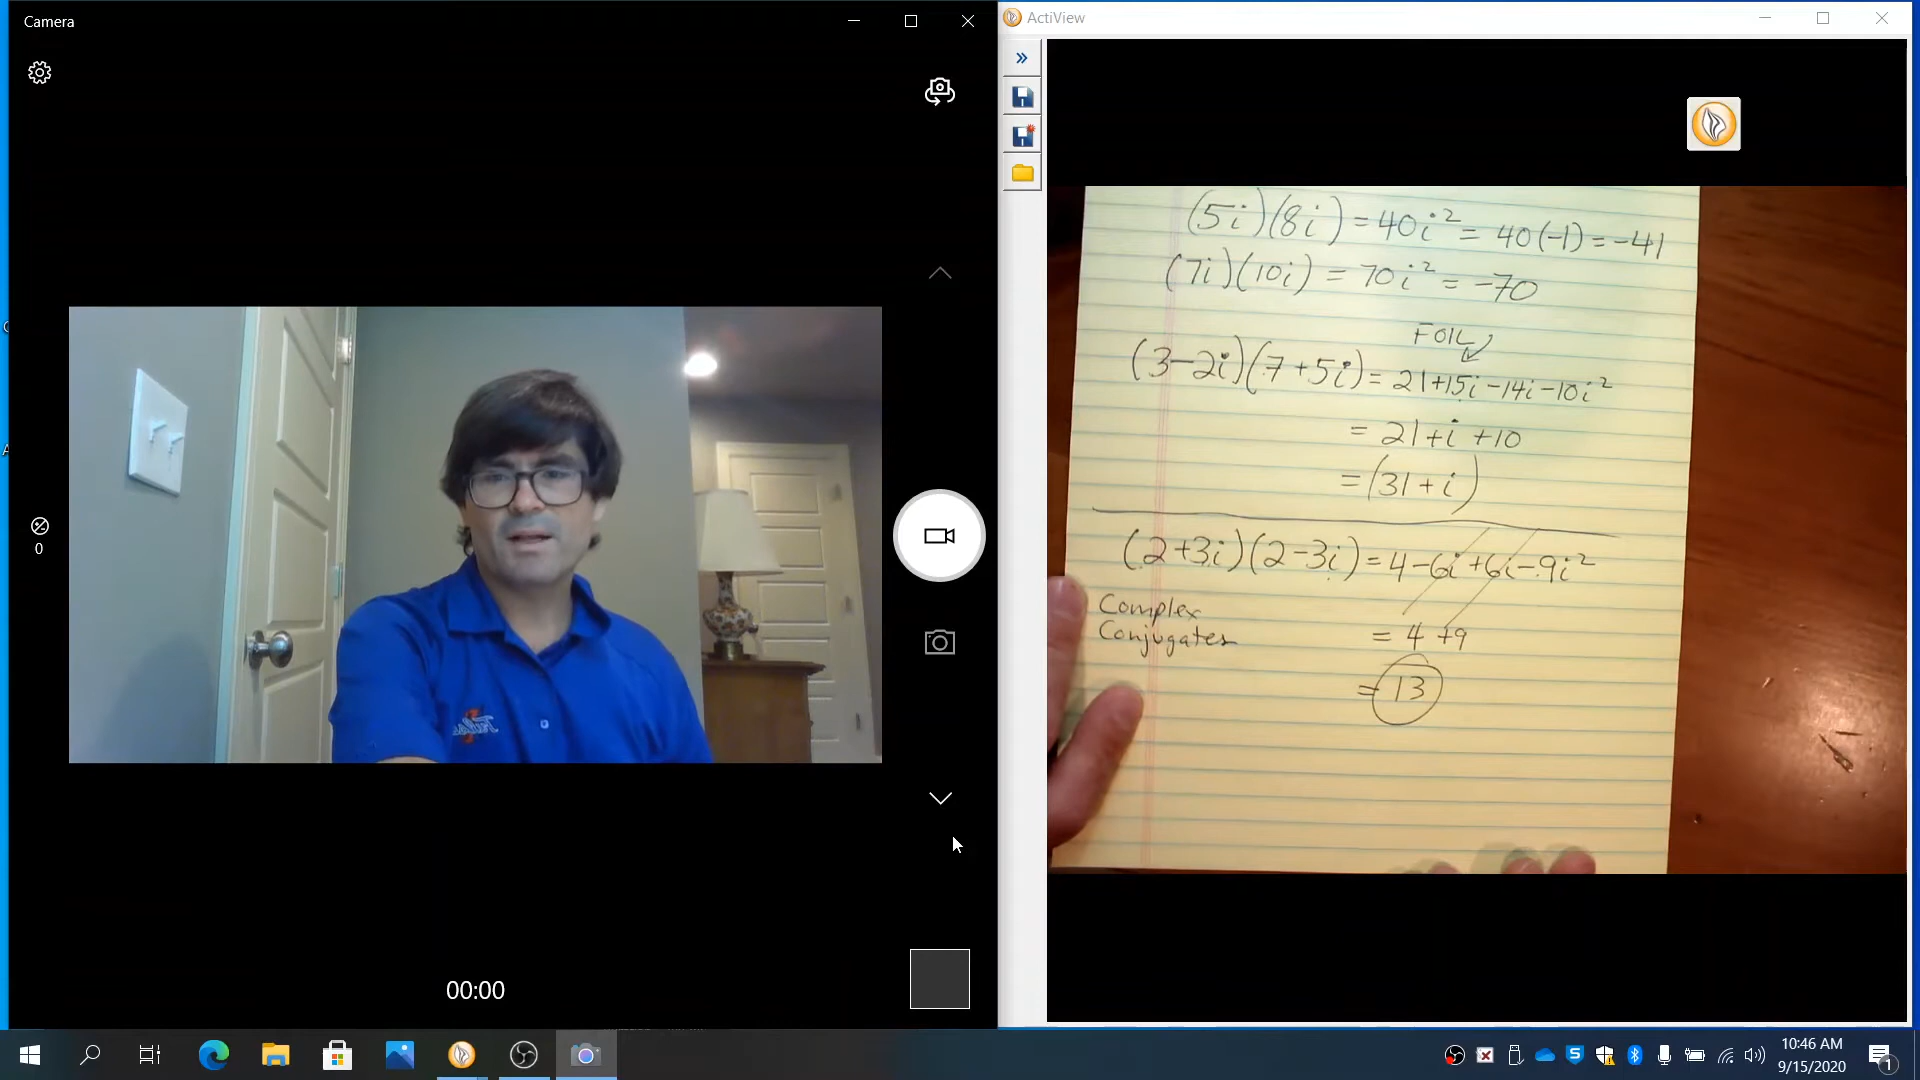 Camera
ActiView
(5i)(8i) = 40i² = 40(-1) = -41
(7i)(10i) = 70i² = -70
FOIL
(3-2i)(7+5i) = 21+15i-14i-10i²
= 21+i+10
= (31+i)
(2+3i)(2-3i) = 4-6i+6i-9i²
Complex
Conjugates
= 4+9
= 13
0
00:00
10:46 AM
9/15/2020
1